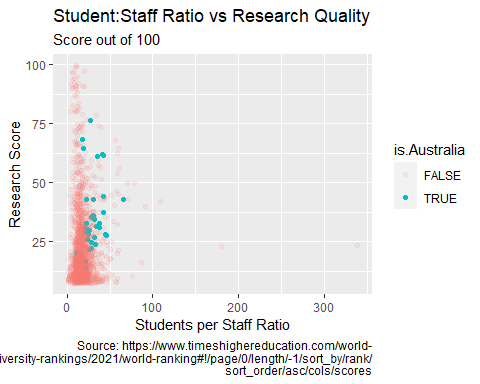 Student:Staff Ratio vs Research Quality
Score out of 100
100
75
50
25
Research Score
0
100
200
300
Students per Staff Ratio
is.Australia
FALSE
TRUE
Source: https://www.timeshighereducation.com/world-
iversity-rankings/2021/world-ranking#!/page/0/length/-1/sort_by/rank/
sort_order/asc/cols/scores